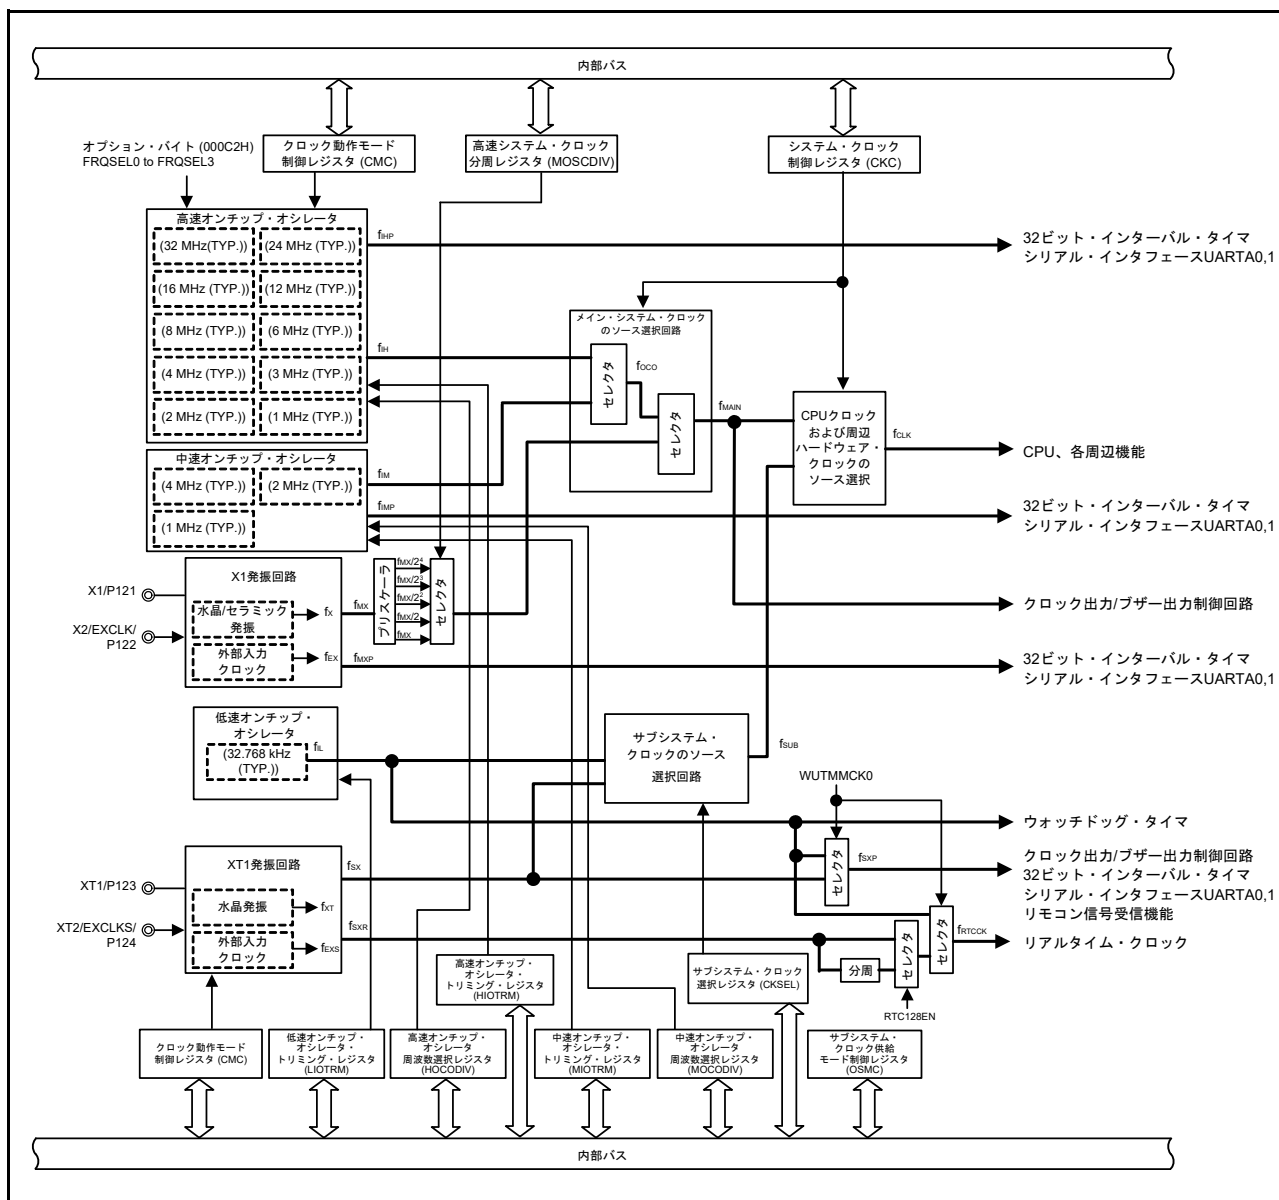 内部バス
オプション・バイト (000C2H)
FRQSEL0 to FRQSEL3
クロック動作モード
制御レジスタ (CMC)
高速システム・クロック
分周レジスタ (MOSCDIV)
システム・クロック
制御レジスタ (CKC)
高速オンチップ・オシレータ
(32 MHz(TYP.))
(24 MHz (TYP.))
(16 MHz (TYP.))
(12 MHz (TYP.))
(8 MHz (TYP.))
(6 MHz (TYP.))
(4 MHz (TYP.))
(3 MHz (TYP.))
(2 MHz (TYP.))
(1 MHz (TYP.))
fIHP
32ビット・インターバル・タイマ
シリアル・インタフェースUARTA0,1
fIH
メイン・システム・クロック
のソース選択回路
セレクタ
fOCO
セレクタ
fMAIN
CPUクロック
および周辺
ハードウェア・
クロックの
ソース選択
fCLK
CPU、各周辺機能
中速オンチップ・オシレータ
(4 MHz (TYP.))
(2 MHz (TYP.))
(1 MHz (TYP.))
fIM
fIMP
32ビット・インターバル・タイマ
シリアル・インタフェースUARTA0,1
X1/P121
X2/EXCLK/
P122
X1発振回路
水晶/セラミック
発振
fX
外部入力
クロック
fEX
fMX
プリスケーラ
fMX/2⁴
fMX/2³
fMX/2²
fMX/2
fMX
セレクタ
クロック出力/ブザー出力制御回路
fMXP
32ビット・インターバル・タイマ
シリアル・インタフェースUARTA0,1
低速オンチップ・
オシレータ
(32.768 kHz
(TYP.))
fIL
サブシステム・
クロックのソース
選択回路
fSUB
WUTMMCK0
ウォッチドッグ・タイマ
セレクタ
fSXP
クロック出力/ブザー出力制御回路
32ビット・インターバル・タイマ
シリアル・インタフェースUARTA0,1
リモコン信号受信機能
XT1/P123
XT2/EXCLKS/
P124
XT1発振回路
水晶発振
fXT
外部入力
クロック
fEXS
fSX
fSXR
分周
セレクタ
セレクタ
fRTCCK
リアルタイム・クロック
RTC128EN
高速オンチップ・
オシレータ・
トリミング・レジスタ
(HIOTRM)
サブシステム・クロック
選択レジスタ (CKSEL)
クロック動作モード
制御レジスタ (CMC)
低速オンチップ・
オシレータ・
トリミング・レジスタ
(LIOTRM)
高速オンチップ・
オシレータ
周波数選択レジスタ
(HOCODIV)
中速オンチップ・
オシレータ・
トリミング・レジスタ
(MIOTRM)
中速オンチップ・
オシレータ
周波数選択レジスタ
(MOCODIV)
サブシステム・
クロック供給
モード制御レジスタ
(OSMC)
内部バス